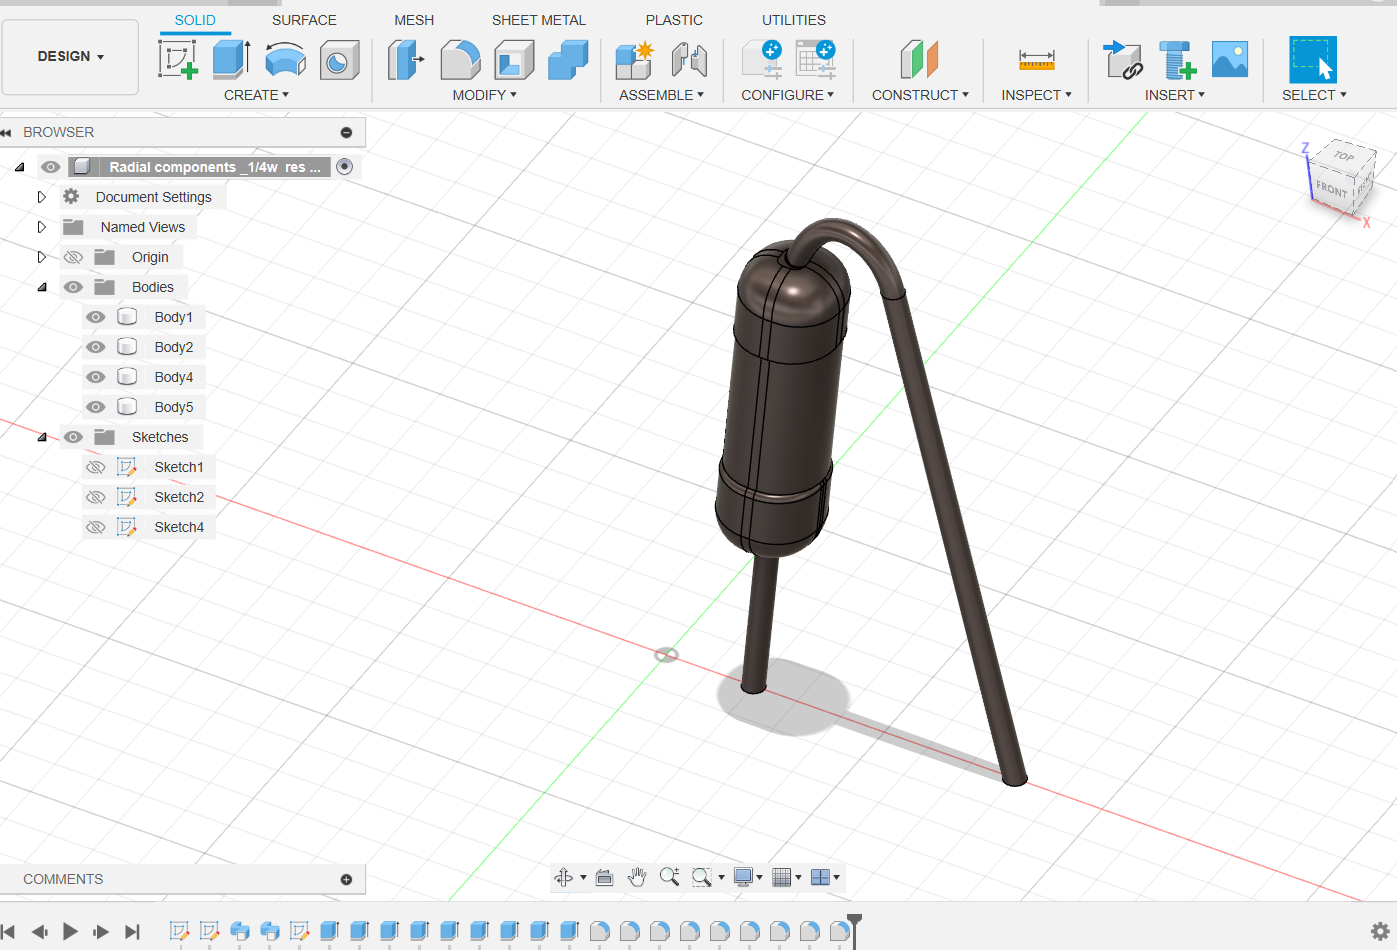 SOLID SURFACE MESH SHEET METAL PLASTIC UTILITIES
DESIGN
CREATE MODIFY ASSEMBLE CONFIGURE CONSTRUCT INSPECT INSERT SELECT
BROWSER
Radial components _1/4w res ...
Document Settings
Named Views
Origin
Bodies
Body1
Body2
Body4
Body5
Sketches
Sketch1
Sketch2
Sketch4
Z
TOP
FRONT
X
COMMENTS